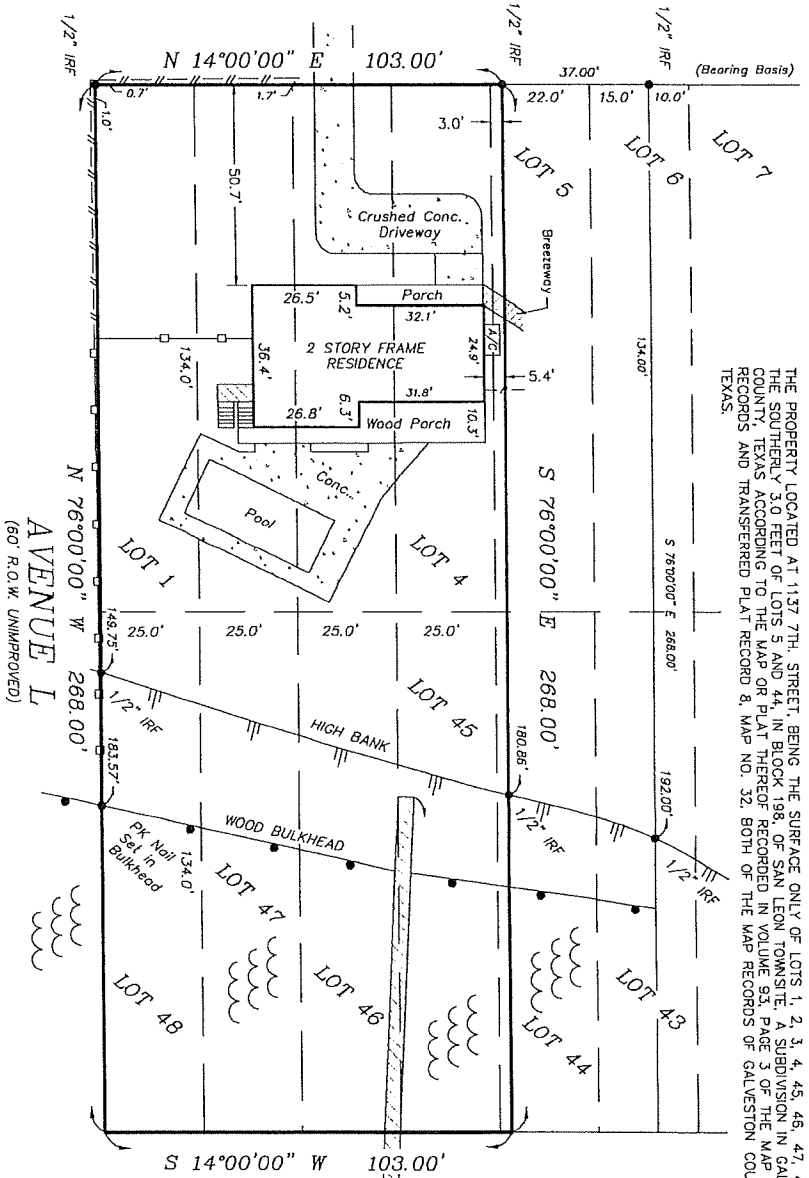 THE PROPERTY LOCATED AT 1137 7TH. STREET, BEING THE SURFACE ONLY OF LOTS 1, 2, 3, 4, 45, 46, 47,
THE SOUTHERLY 3.0 FEET OF LOTS 5 AND 44, IN BLOCK 198, OF SAN LEON TOWNSITE, A SUBDIVISION IN GAL
COUNTY, TEXAS ACCORDING TO THE MAP OR PLAT THEREOF RECORDED IN VOLUME 93, PAGE 3 OF THE MAP
RECORDS AND TRANSFERRED PLAT RECORD 8, MAP NO. 32, BOTH OF THE MAP RECORDS OF GALVESTON COU
TEXAS.
1/2" IRF
1/2" IRF
1/2" IRF
(Bearing Basis)
N 14°00'00" E 103.00'
37.00'
22.0'
15.0'
10.0'
0.7'
1.7'
1.0'
3.0'
LOT 5
LOT 6
LOT 7
50.7'
Crushed Conc.
Driveway
Breezeway
Porch
26.5'
5.2'
32.1'
A/C
2 STORY FRAME
RESIDENCE
24.9'
36.4'
5.4'
134.0'
134.00'
31.8'
26.8'
6.3'
10.3'
Wood Porch
Conc.
Pool
LOT 1
LOT 4
S 76°00'00" E 268.00'
S 76°00'00" E 268.00'
N 76°00'00" W 268.00'
AVENUE L
(60' R.O.W. UNIMPROVED)
25.0'
25.0'
25.0'
25.0'
149.75'
1/2" IRF
LOT 45
HIGH BANK
180.86'
1/2" IRF
192.00'
1/2" IRF
183.57'
WOOD BULKHEAD
PK Nail
Set in
Bulkhead
134.0'
LOT 47
LOT 48
LOT 46
LOT 44
LOT 43
S 14°00'00" W 103.00'